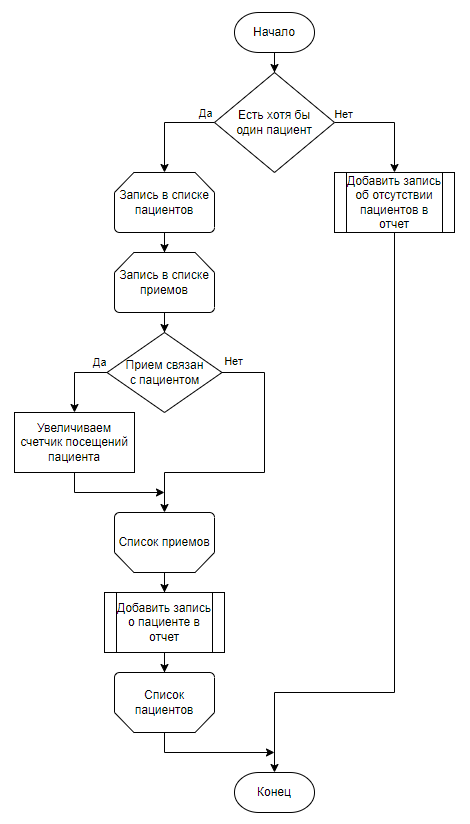 Начало
Есть хотя бы
один пациент
Да
Нет
Запись в списке
пациентов
Добавить запись
об отсутствии
пациентов в
отчет
Запись в списке
приемов
Прием связан
с пациентом
Да
Нет
Увеличиваем
счетчик посещений
пациента
Список приемов
Добавить запись
о пациенте в
отчет
Список
пациентов
Конец